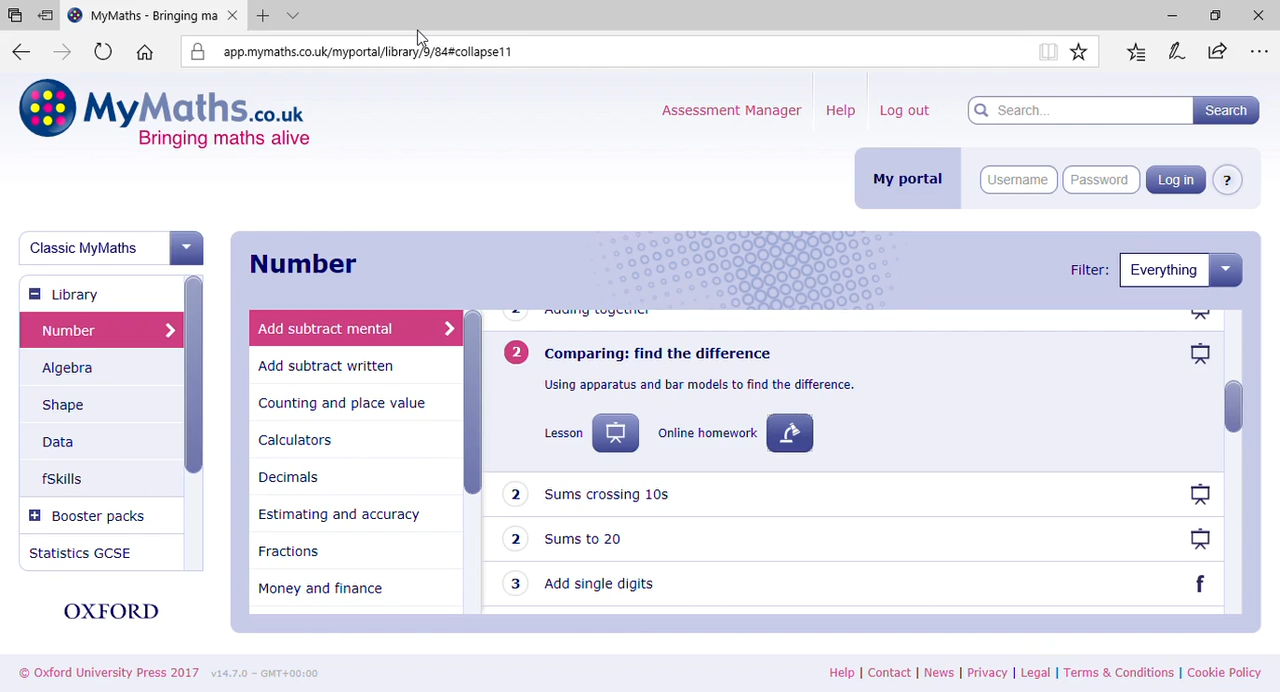 MyMaths - Bringing ma
app.mymaths.co.uk/myportal/library/9/84#collapse11
MyMaths.co.uk
Bringing maths alive
Assessment Manager
Help
Log out
Search...
Search
My portal
Username
Password
Log in
?
Classic MyMaths
Library
Number
Algebra
Shape
Data
fSkills
Booster packs
Statistics GCSE
OXFORD
Number
Filter:
Everything
Add subtract mental
Add subtract written
Counting and place value
Calculators
Decimals
Estimating and accuracy
Fractions
Money and finance
2 Adding together
2 Comparing: find the difference
Using apparatus and bar models to find the difference.
Lesson
Online homework
2 Sums crossing 10s
2 Sums to 20
3 Add single digits f
© Oxford University Press 2017 v14.7.0 – GMT+00:00
Help | Contact | News | Privacy | Legal | Terms & Conditions | Cookie Policy